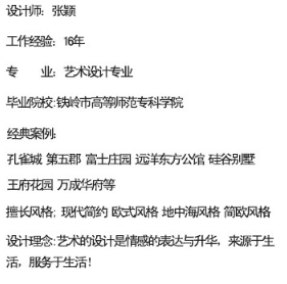 设计师：张颖
工作经验：16年
专　　业：艺术设计专业
毕业院校:铁岭市高等师范专科学院
经典案例:
孔雀城 第五郡 富士庄园 远洋东方公馆 硅谷别墅
王府花园 万成华府等
擅长风格：现代简约 欧式风格 地中海风格 简欧风格
设计理念:艺术的设计是情感的表达与升华，来源于生
活，服务于生活！